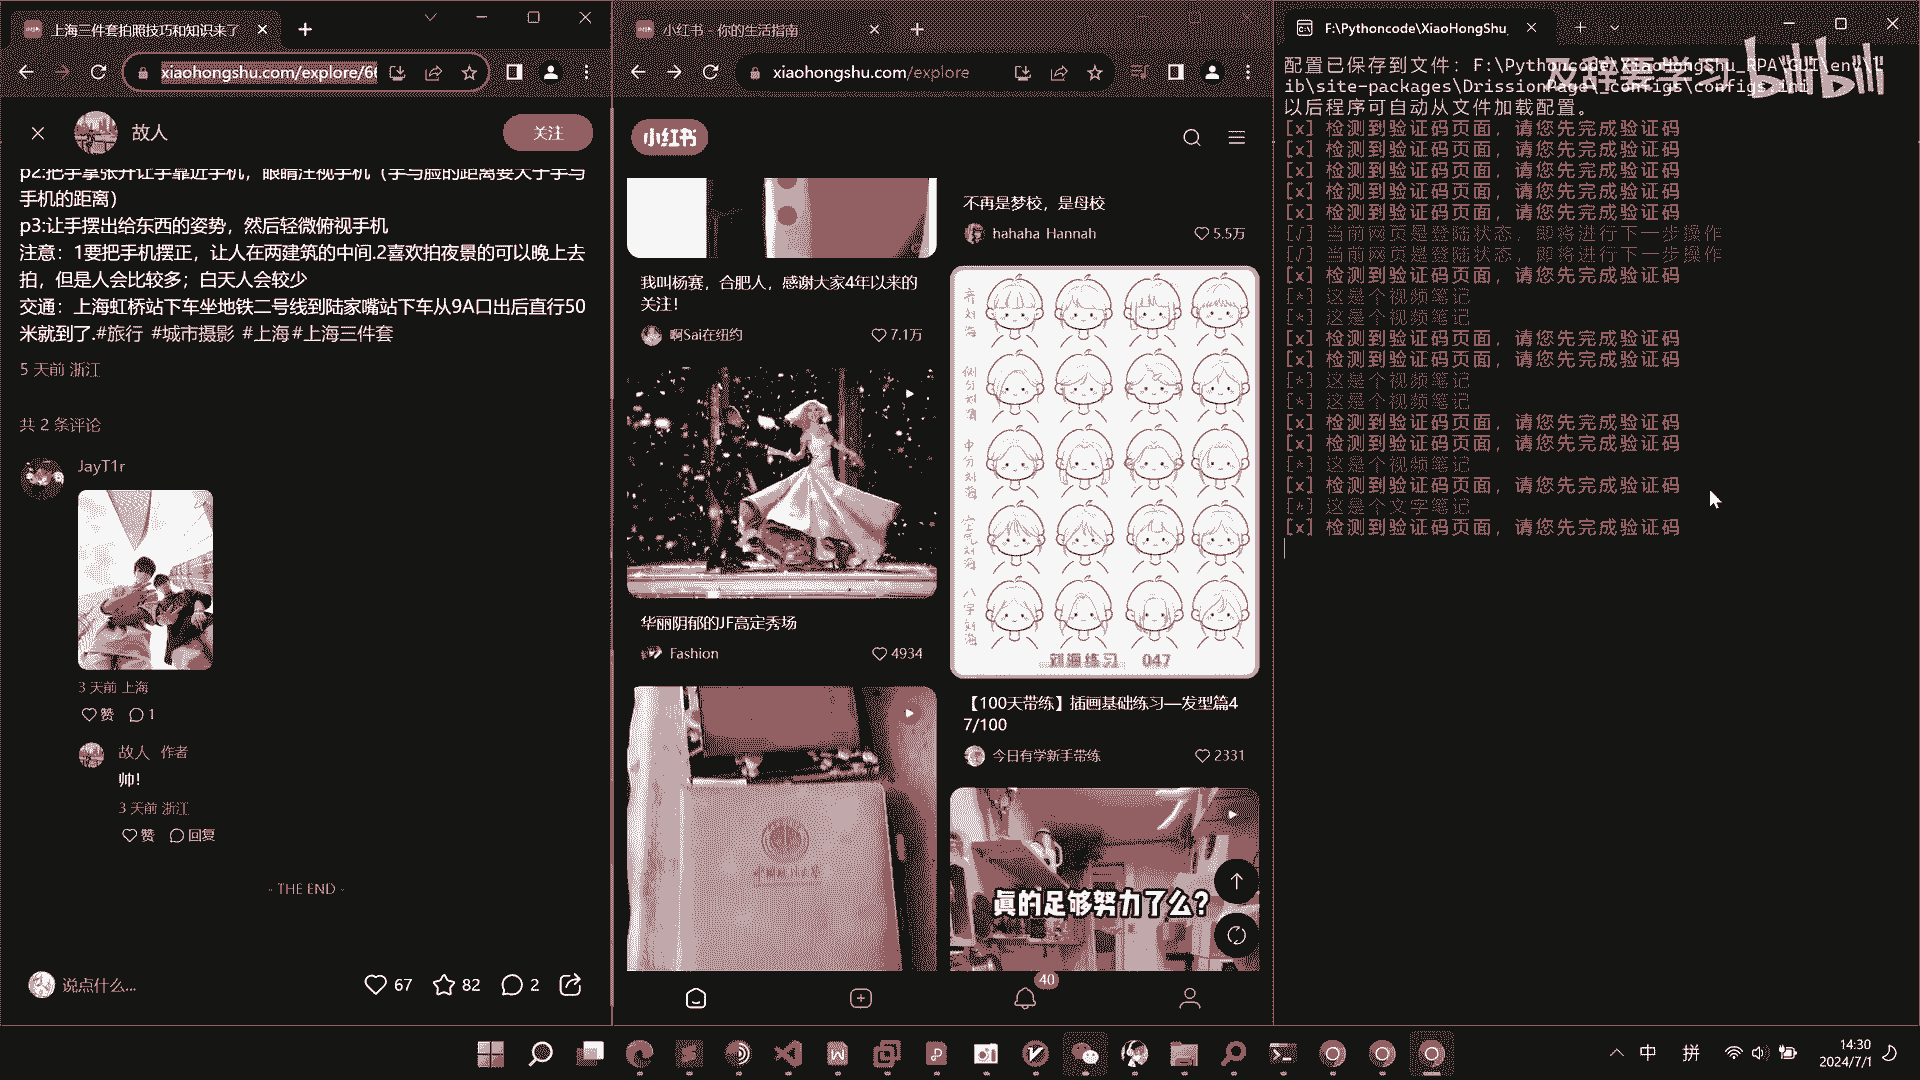 上海三件套拍照技巧和知识来了
xiaohongshu.com/explore/66
故人
关注
p2:把手拿张开让手靠近手机，眼睛注视手机（手与脸的距离要大于手与
手机的距离）
p3:让手摆出给东西的姿势，然后轻微俯视手机
注意：1要把手机摆正，让人在两建筑的中间.2喜欢拍夜景的可以晚上去
拍，但是人会比较多；白天人会较少
交通：上海虹桥站下车坐地铁二号线到陆家嘴站下车从9A口出后直行50
米就到了.#旅行 #城市摄影 #上海#上海三件套
5 天前 浙江
共 2 条评论
JayT1r
3 天前 上海
赞 1
故人 作者
帅!
3 天前 浙江
赞 回复
- THE END -
说点什么...
67 82 2
小红书 - 你的生活指南
xiaohongshu.com/explore
小红书
我叫杨赛，合肥人，感谢大家4年以来的
关注！
啊Sai在纽约 7.1万
华丽阴郁的JF高定秀场
Fashion 4934
不再是梦校，是母校
hahaha Hannah 5.5万
齐刘海
侧分刘海
中分刘海
空气刘海
八字刘海
刘海练习 047
【100天带练】插画基础练习—发型篇4
7/100
今日有学新手带练 2331
真的足够努力了么?
40
F:\Pythoncode\XiaoHongShu_
bilibili
配置已保存到文件：F:\Pythoncode\XiaoHongShu_RPA\GUI\env\l
ib\site-packages\DrissionPage\_configs\configs.ini
以后程序可自动从文件加载配置。
[x] 检测到验证码页面，请您先完成验证码
[x] 检测到验证码页面，请您先完成验证码
[x] 检测到验证码页面，请您先完成验证码
[x] 检测到验证码页面，请您先完成验证码
[x] 检测到验证码页面，请您先完成验证码
[√] 当前网页是登陆状态，即将进行下一步操作
[√] 当前网页是登陆状态，即将进行下一步操作
[x] 检测到验证码页面，请您先完成验证码
[*] 这是个视频笔记
[*] 这是个视频笔记
[x] 检测到验证码页面，请您先完成验证码
[x] 检测到验证码页面，请您先完成验证码
[*] 这是个视频笔记
[*] 这是个视频笔记
[x] 检测到验证码页面，请您先完成验证码
[x] 检测到验证码页面，请您先完成验证码
[*] 这是个视频笔记
[x] 检测到验证码页面，请您先完成验证码
[*] 这是个文字笔记
[x] 检测到验证码页面，请您先完成验证码
中 拼
14:30
2024/7/1